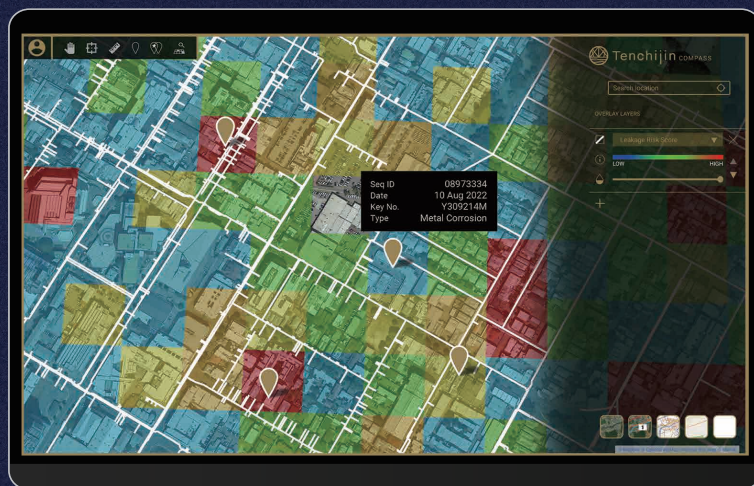 Tenchijin COMPASS
Search location
OVERLAY LAYERS
Leakage Risk Score
LOW HIGH
Seq ID 08973334
Date 10 Aug 2022
Key No. Y309214M
Type Metal Corrosion